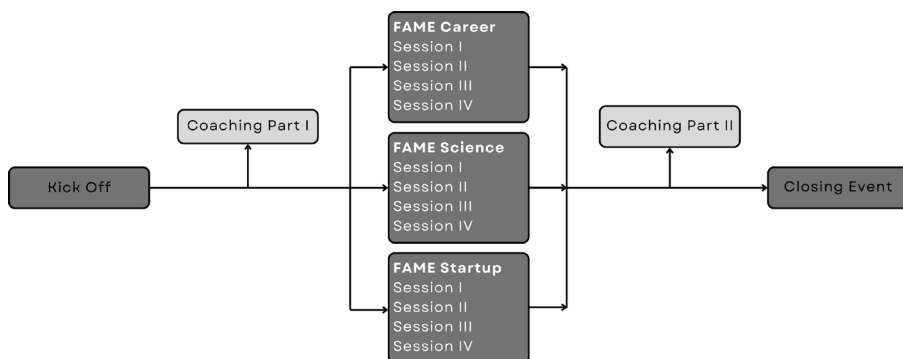 Kick Off
Coaching Part I
FAME Career
Session I
Session II
Session III
Session IV
FAME Science
Session I
Session II
Session III
Session IV
FAME Startup
Session I
Session II
Session III
Session IV
Coaching Part II
Closing Event